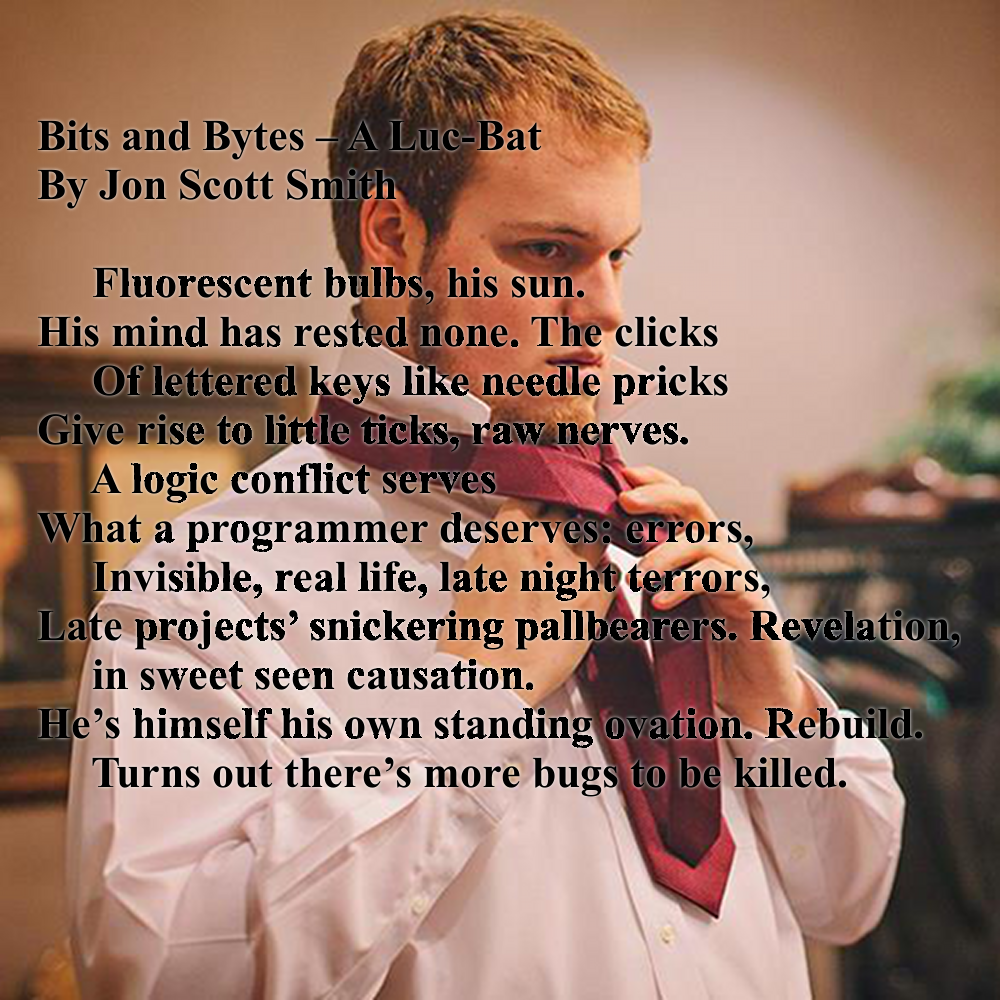 Bits and Bytes – A Luc-Bat
By Jon Scott Smith
Fluorescent bulbs, his sun.
His mind has rested none. The clicks
Of lettered keys like needle pricks
Give rise to little ticks, raw nerves.
A logic conflict serves
What a programmer deserves: errors,
Invisible, real life, late night terrors,
Late projects’ snickering pallbearers. Revelation,
in sweet seen causation.
He’s himself his own standing ovation. Rebuild.
Turns out there’s more bugs to be killed.